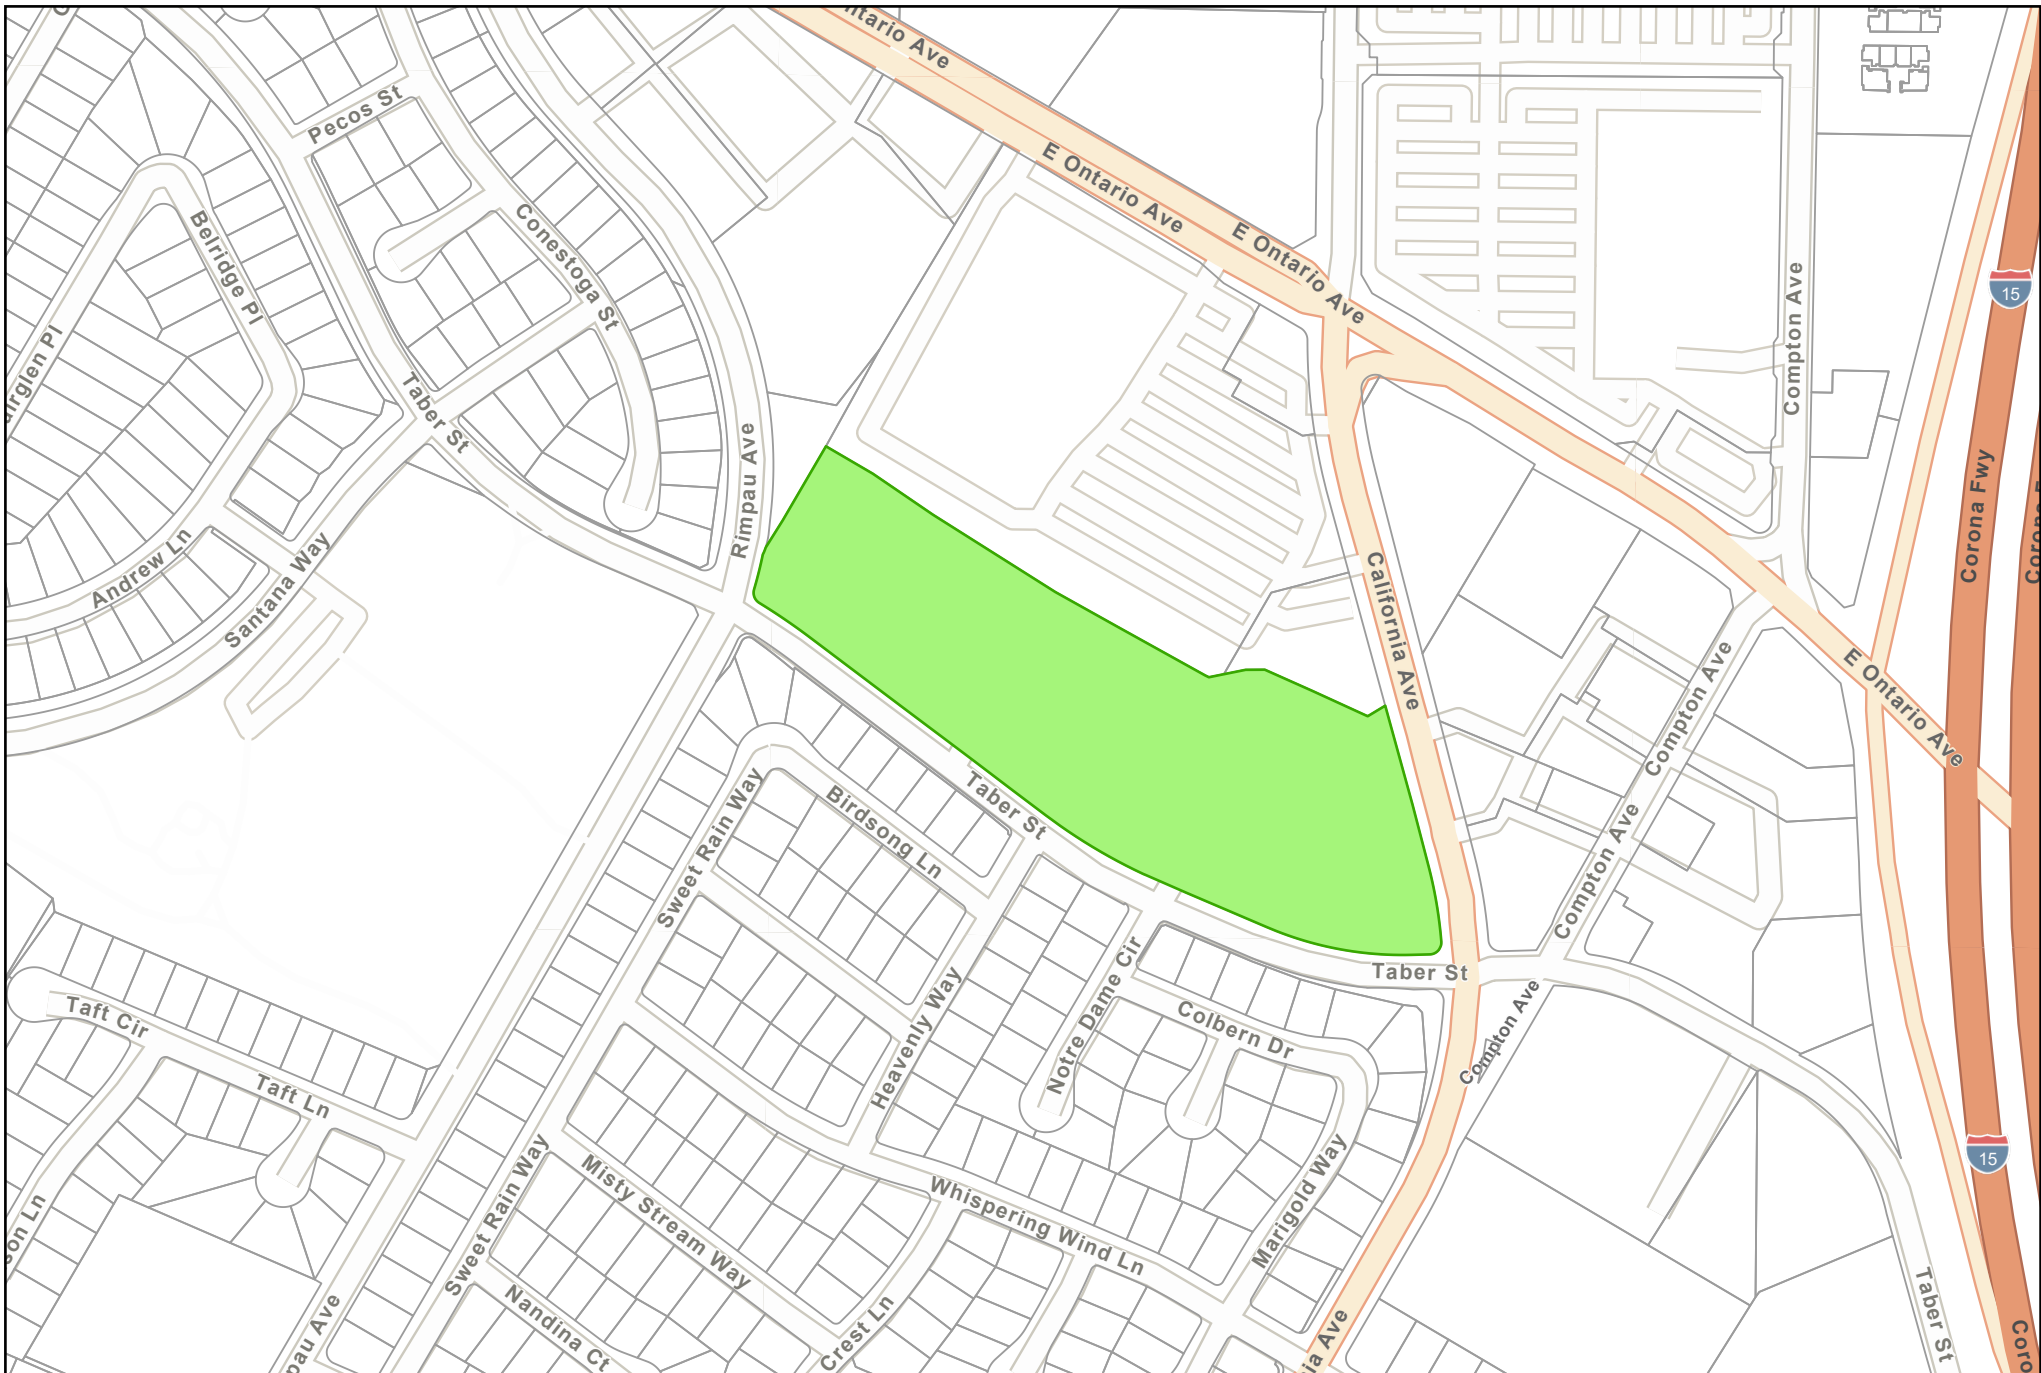 Ontario Ave
Pecos St
E Ontario Ave
Belridge Pl
Conestoga St
E Ontario Ave
15
Compton Ave
Taber St
Rimpau Ave
Corona Fwy
Andrew Ln
Santana Way
California Ave
E Ontario Ave
Compton Ave
Sweet Rain Way
Birdsong Ln
Taber St
Compton Ave
Taber St
Notre Dame Cir
Heavenly Way
Colbern Dr
Compton Ave
Taft Cir
Taft Ln
15
Sweet Rain Way
Misty Stream Way
Whispering Wind Ln
Marigold Way
Nandina Ct
Crest Ln
Taber St